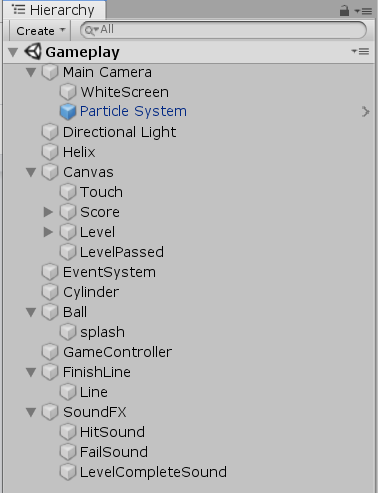 Hierarchy
Create All
Gameplay
Main Camera
WhiteScreen
Particle System
Directional Light
Helix
Canvas
Touch
Score
Level
LevelPassed
EventSystem
Cylinder
Ball
splash
GameController
FinishLine
Line
SoundFX
HitSound
FailSound
LevelCompleteSound